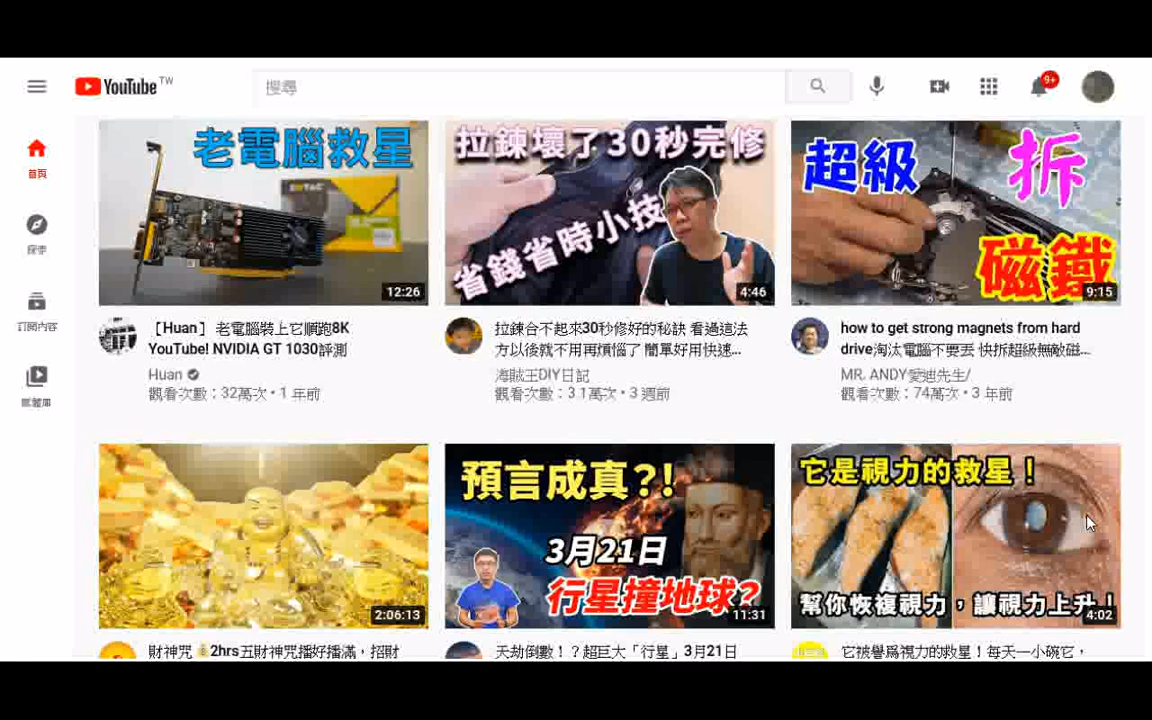 YouTube TW
搜尋
9+
首頁
探索
訂閱內容
媒體庫
老電腦救星
ZOTAC
12:26
拉鍊壞了30秒完修
省錢省時小技
4:46
超級
拆
磁鐵
9:15
［Huan］ 老電腦裝上它順跑8K
YouTube! NVIDIA GT 1030評測
Huan
觀看次數：32萬次 • 1 年前
拉鍊合不起來30秒修好的秘訣 看過這法
方以後就不用再煩惱了 簡單好用快速...
海賊王DIY日記
觀看次數：3.1萬次 • 3 週前
how to get strong magnets from hard
drive淘汰電腦不要丟 快拆超級無敵磁...
MR. ANDY愛迪先生/
觀看次數：74萬次 • 3 年前
2:06:13
預言成真?!
3月21日
行星撞地球?
11:31
它是視力的救星！
幫你恢複視力，讓視力上升！
4:02
財神咒 💰2hrs五財神咒播好播滿，招財
天劫倒數！？超巨大「行星」3月21日
它被譽爲視力的救星！每天一小碗它，